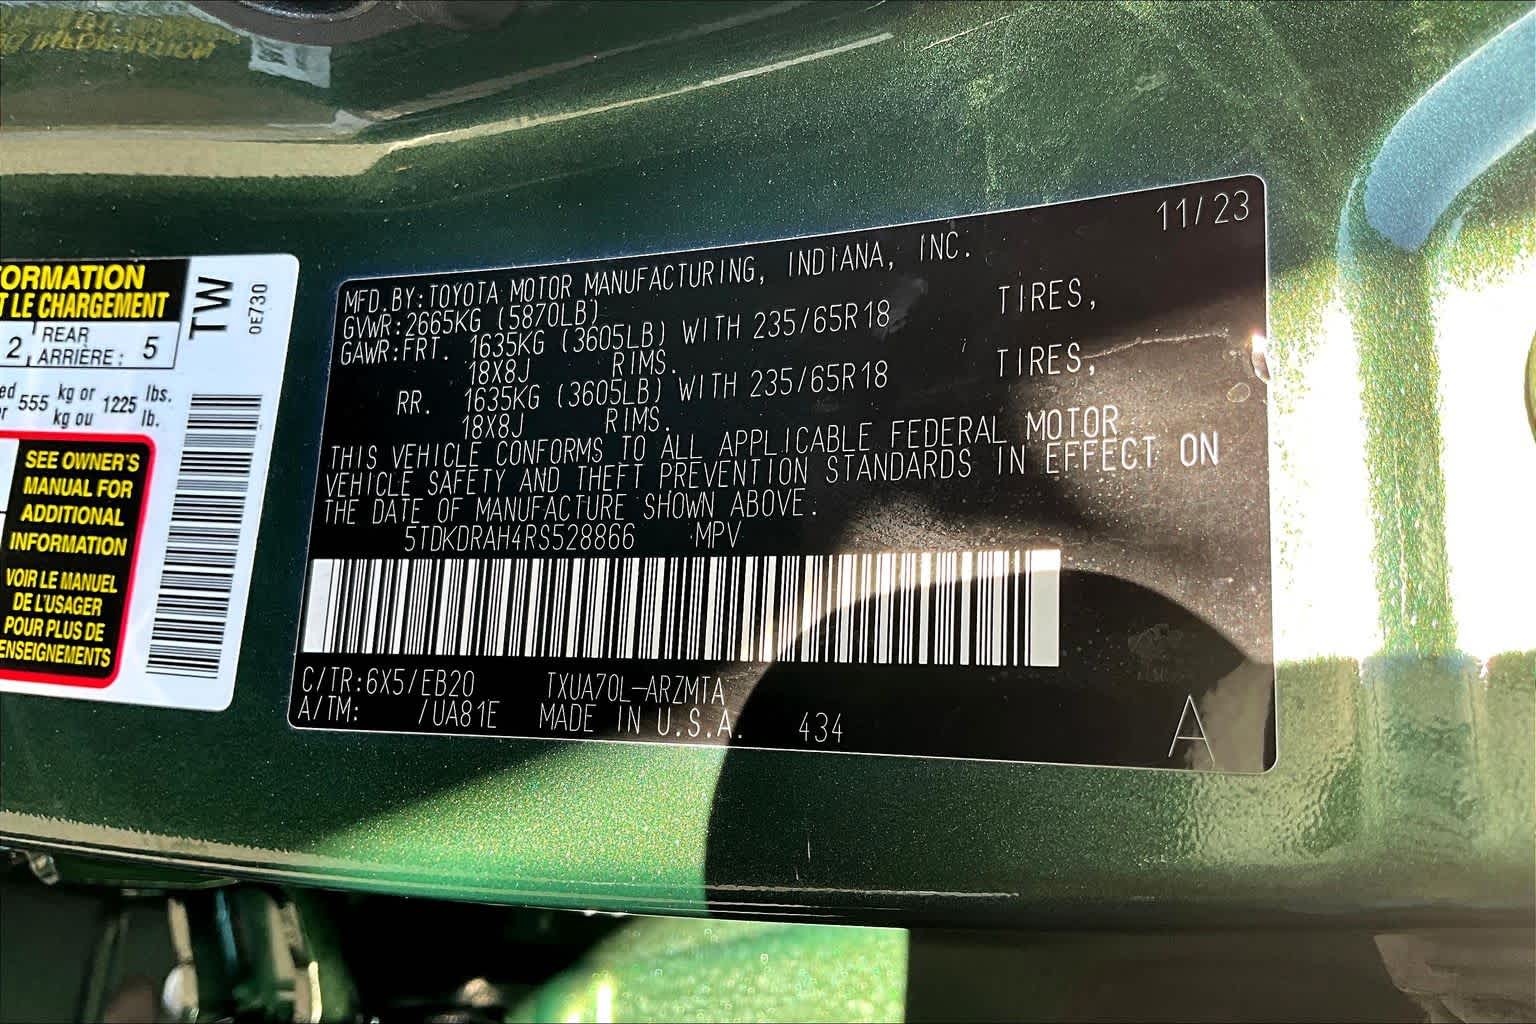 ORMATION
T LE CHARGEMENT
2 REAR ARRIÈRE : 5
555 kg or kg ou 1225 lbs. lb.
SEE OWNER'S
MANUAL FOR
ADDITIONAL
INFORMATION
VOIR LE MANUEL
DE L'USAGER
POUR PLUS DE
ENSEIGNEMENTS
TW
0E730
11/23
MFD.BY:TOYOTA MOTOR MANUFACTURING, INDIANA, INC.
GVWR:2665KG (5870LB)
GAWR:FRT. 1635KG (3605LB) WITH 235/65R18 TIRES,
18X8J RIMS.
RR. 1635KG (3605LB) WITH 235/65R18 TIRES,
18X8J RIMS.
THIS VEHICLE CONFORMS TO ALL APPLICABLE FEDERAL MOTOR
VEHICLE SAFETY AND THEFT PREVENTION STANDARDS IN EFFECT ON
THE DATE OF MANUFACTURE SHOWN ABOVE.
5TDKDRAH4RS528866 MPV
C/TR:6X5/EB20 TXUA70L-ARZMTA
A/TM: /UA81E MADE IN U.S.A. 434
A